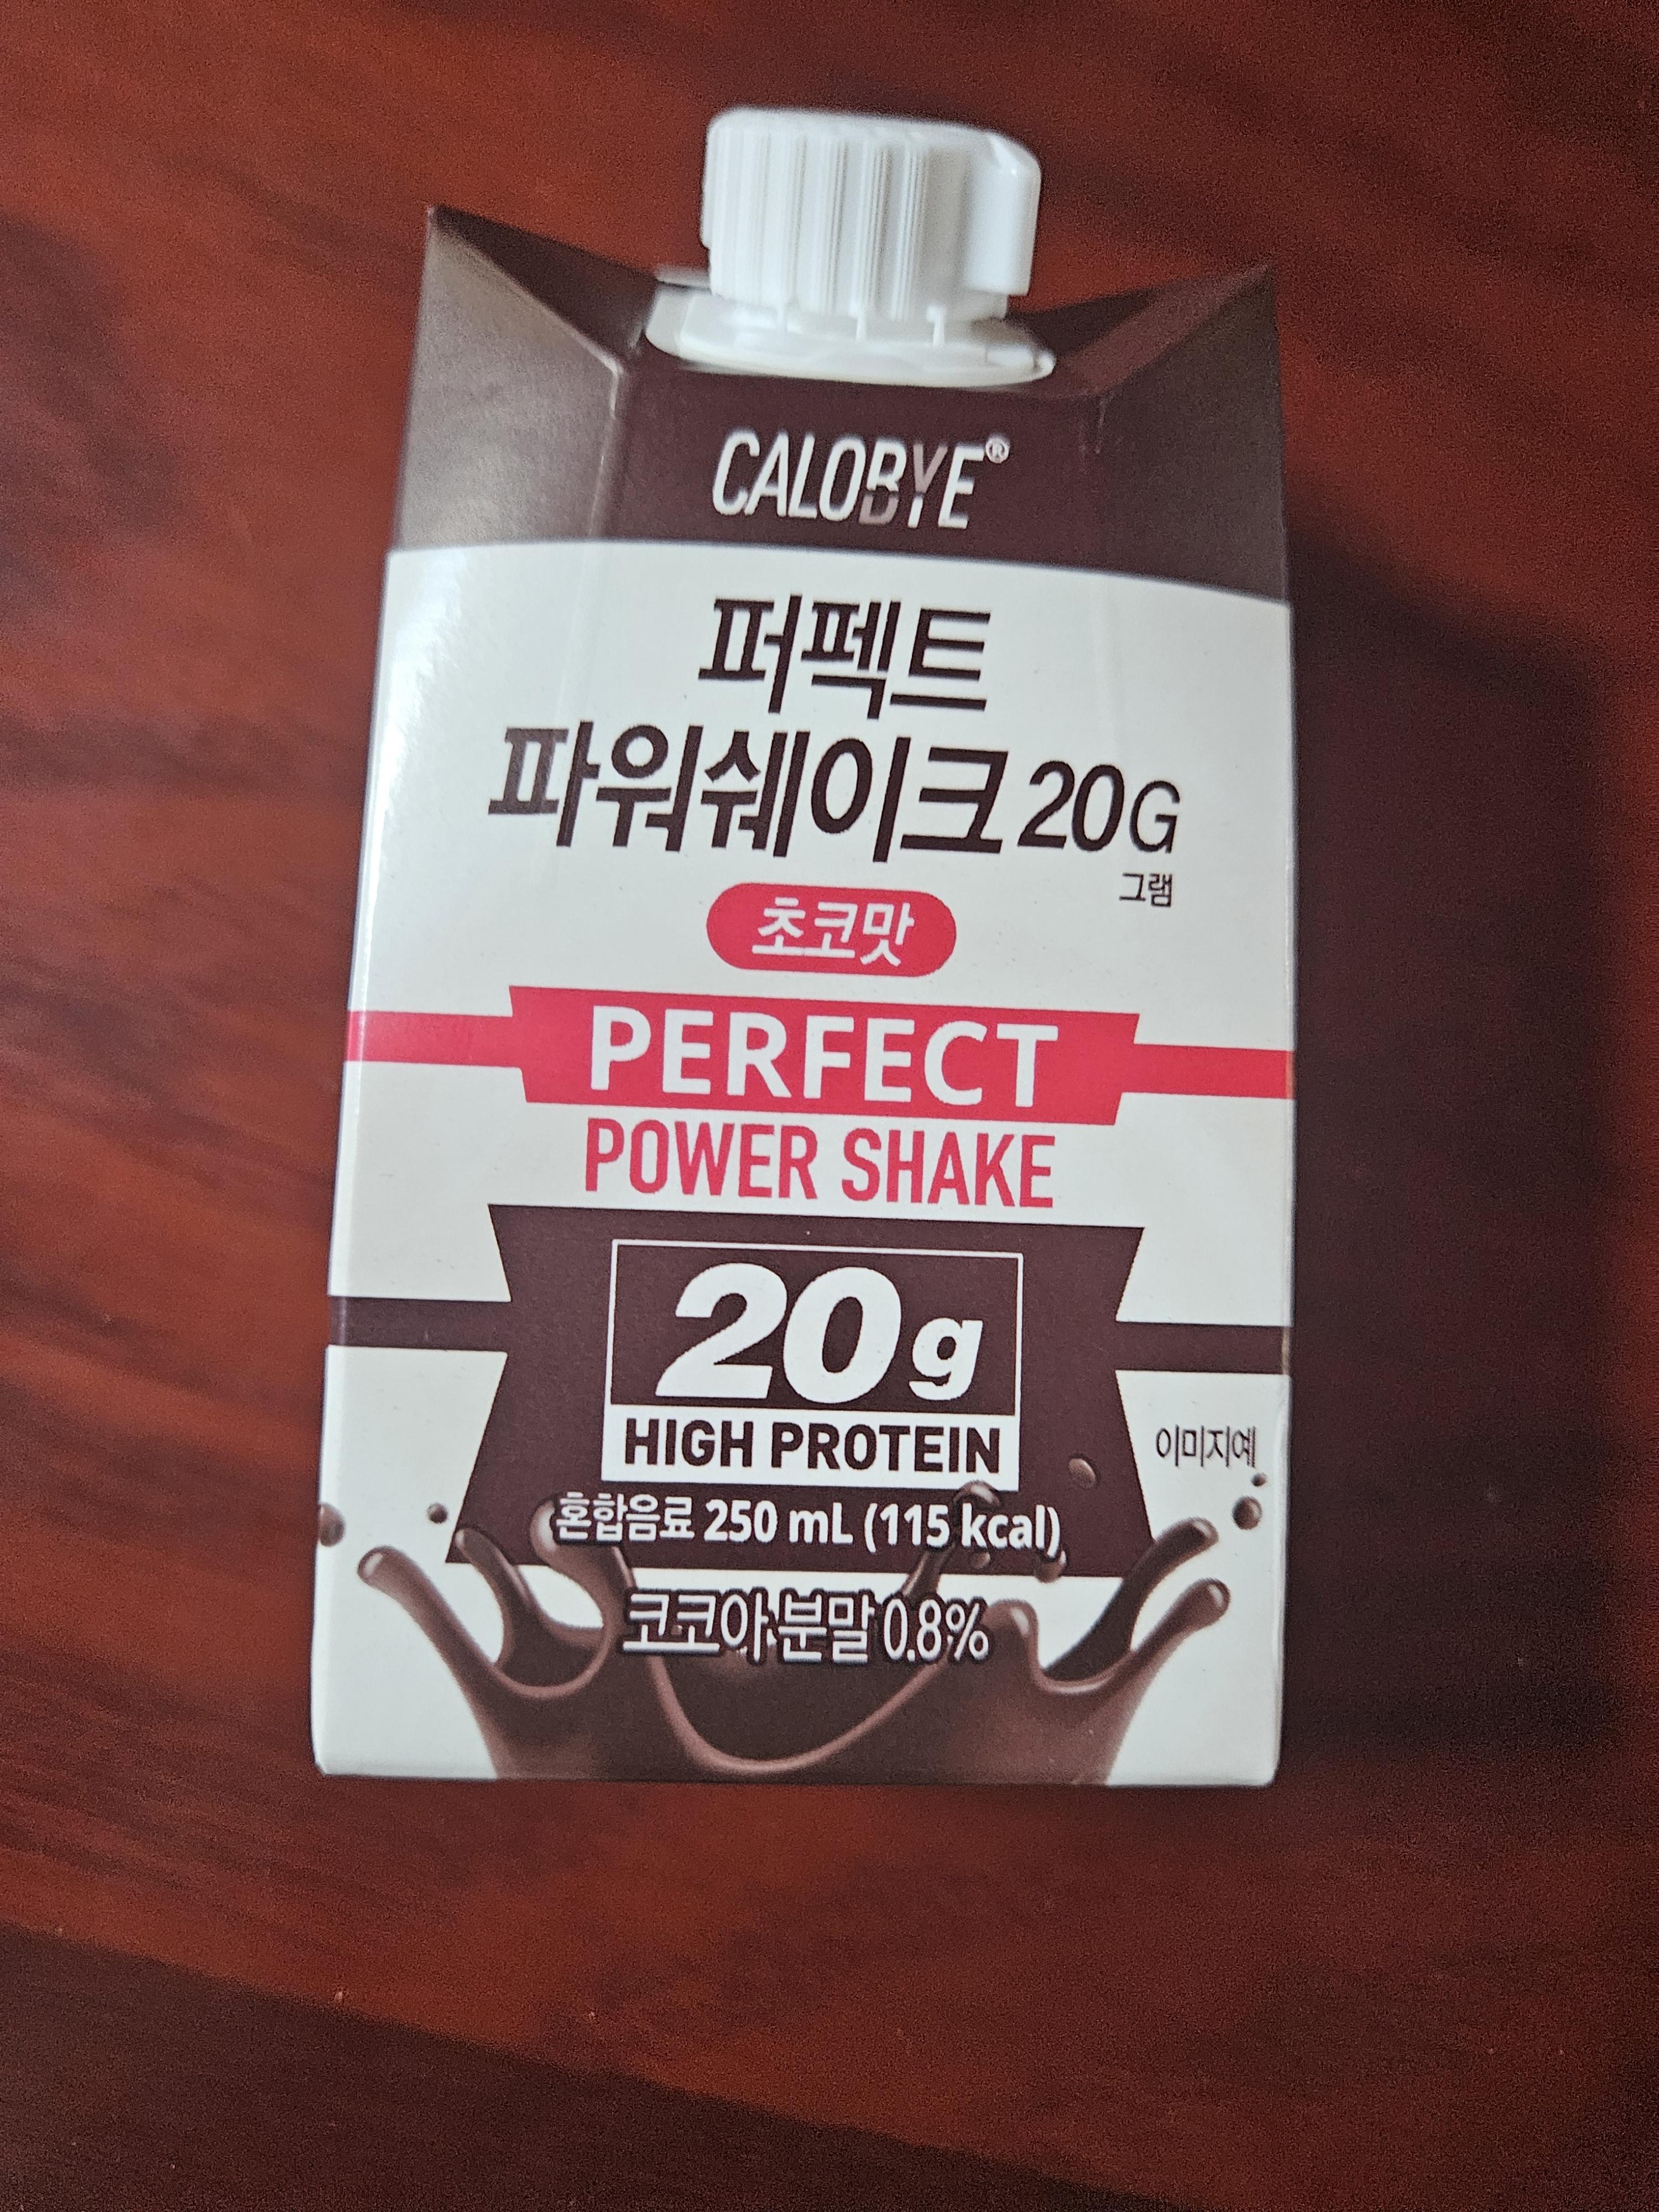 CALOBYE®
퍼펙트
파워쉐이크 20G
그램
초코맛
PERFECT
POWER SHAKE
20g
HIGH PROTEIN
이미지예
혼합음료 250 mL (115 kcal)
코코아분말 0.8%